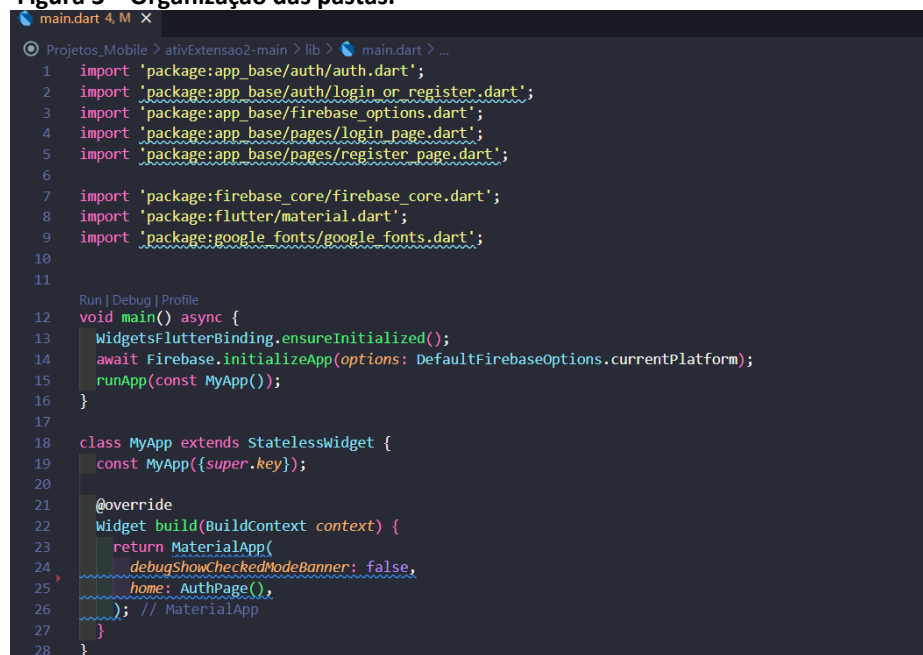 Figura 3 – Organização das pastas.
main.dart 4, M X
Projetos_Mobile > ativExtensao2-main > lib > main.dart > ...
1 import 'package:app_base/auth/auth.dart';
2 import 'package:app_base/auth/login_or_register.dart';
3 import 'package:app_base/firebase_options.dart';
4 import 'package:app_base/pages/login_page.dart';
5 import 'package:app_base/pages/register_page.dart';
6
7 import 'package:firebase_core/firebase_core.dart';
8 import 'package:flutter/material.dart';
9 import 'package:google_fonts/google_fonts.dart';
10
11
Run | Debug | Profile
12 void main() async {
13 WidgetsFlutterBinding.ensureInitialized();
14 await Firebase.initializeApp(options: DefaultFirebaseOptions.currentPlatform);
15 runApp(const MyApp());
16 }
17
18 class MyApp extends StatelessWidget {
19 const MyApp({super.key});
20
21 @override
22 Widget build(BuildContext context) {
23 return MaterialApp(
24 debugShowCheckedModeBanner: false,
25 home: AuthPage(),
26 ); // MaterialApp
27 }
28 }